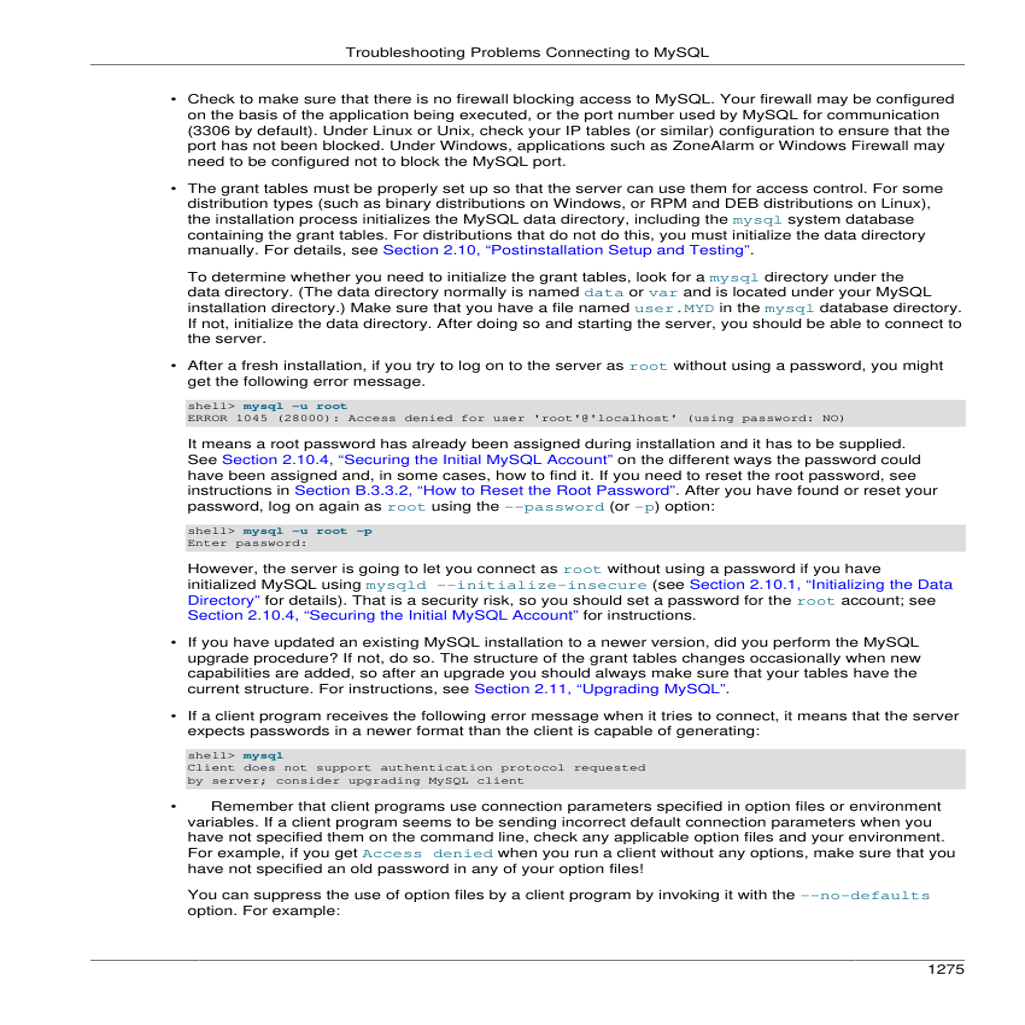 Troubleshooting Problems Connecting to MySQL
• Check to make sure that there is no firewall blocking access to MySQL. Your firewall may be configured
on the basis of the application being executed, or the port number used by MySQL for communication
(3306 by default). Under Linux or Unix, check your IP tables (or similar) configuration to ensure that the
port has not been blocked. Under Windows, applications such as ZoneAlarm or Windows Firewall may
need to be configured not to block the MySQL port.
• The grant tables must be properly set up so that the server can use them for access control. For some
distribution types (such as binary distributions on Windows, or RPM and DEB distributions on Linux),
the installation process initializes the MySQL data directory, including the mysql system database
containing the grant tables. For distributions that do not do this, you must initialize the data directory
manually. For details, see Section 2.10, “Postinstallation Setup and Testing”.
To determine whether you need to initialize the grant tables, look for a mysql directory under the
data directory. (The data directory normally is named data or var and is located under your MySQL
installation directory.) Make sure that you have a file named user.MYD in the mysql database directory.
If not, initialize the data directory. After doing so and starting the server, you should be able to connect to
the server.
• After a fresh installation, if you try to log on to the server as root without using a password, you might
get the following error message.
shell> mysql -u root
ERROR 1045 (28000): Access denied for user 'root'@'localhost' (using password: NO)
It means a root password has already been assigned during installation and it has to be supplied.
See Section 2.10.4, “Securing the Initial MySQL Account” on the different ways the password could
have been assigned and, in some cases, how to find it. If you need to reset the root password, see
instructions in Section B.3.3.2, “How to Reset the Root Password”. After you have found or reset your
password, log on again as root using the --password (or -p) option:
shell> mysql -u root -p
Enter password:
However, the server is going to let you connect as root without using a password if you have
initialized MySQL using mysqld --initialize-insecure (see Section 2.10.1, “Initializing the Data
Directory” for details). That is a security risk, so you should set a password for the root account; see
Section 2.10.4, “Securing the Initial MySQL Account” for instructions.
• If you have updated an existing MySQL installation to a newer version, did you perform the MySQL
upgrade procedure? If not, do so. The structure of the grant tables changes occasionally when new
capabilities are added, so after an upgrade you should always make sure that your tables have the
current structure. For instructions, see Section 2.11, “Upgrading MySQL”.
• If a client program receives the following error message when it tries to connect, it means that the server
expects passwords in a newer format than the client is capable of generating:
shell> mysql
Client does not support authentication protocol requested
by server; consider upgrading MySQL client
• Remember that client programs use connection parameters specified in option files or environment
variables. If a client program seems to be sending incorrect default connection parameters when you
have not specified them on the command line, check any applicable option files and your environment.
For example, if you get Access denied when you run a client without any options, make sure that you
have not specified an old password in any of your option files!
You can suppress the use of option files by a client program by invoking it with the --no-defaults
option. For example:
1275